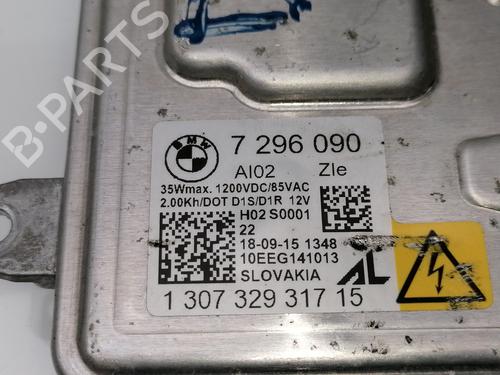 BMW
7 296 090
AI02 Zle
35Wmax. 1200VDC/85VAC
2.00Kh/DOT D1S/D1R 12V
H02 S0001
22
18-09-15 1348
10EEG141013
SLOVAKIA
AL
1 307 329 317 15
B-PARTS